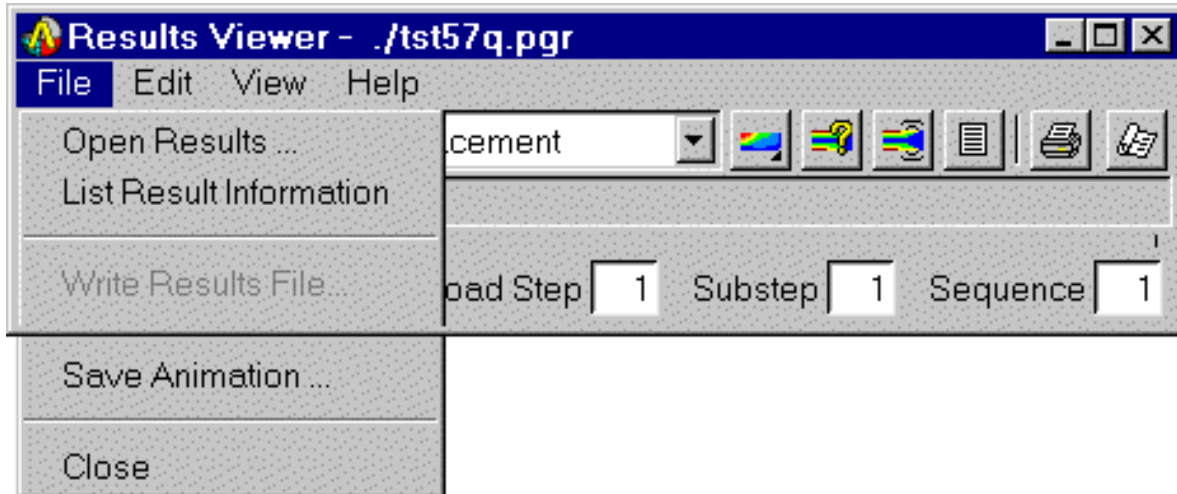 Results Viewer - ./tst57q.pgr
File Edit View Help
Open Results ...
.cement
List Result Information
Write Results File...
oad Step 1 Substep 1 Sequence 1
Save Animation ...
Close